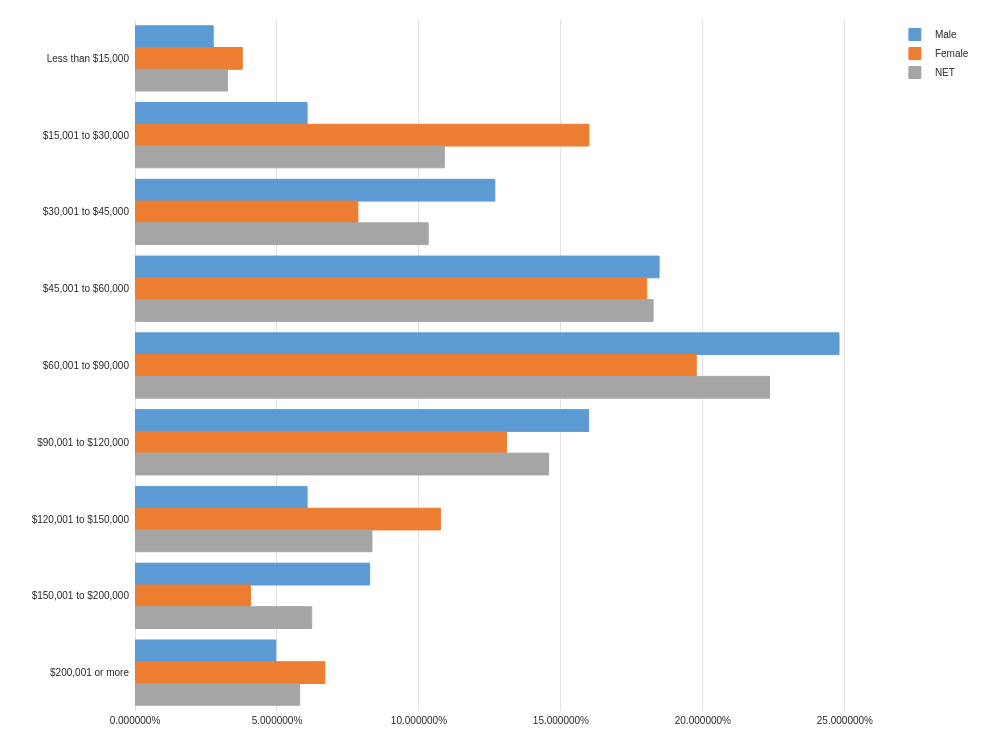 Male
Female
NET
Less than $15,000
$15,001 to $30,000
$30,001 to $45,000
$45,001 to $60,000
$60,001 to $90,000
$90,001 to $120,000
$120,001 to $150,000
$150,001 to $200,000
$200,001 or more
0.000000% 5.000000% 10.000000% 15.000000% 20.000000% 25.000000%